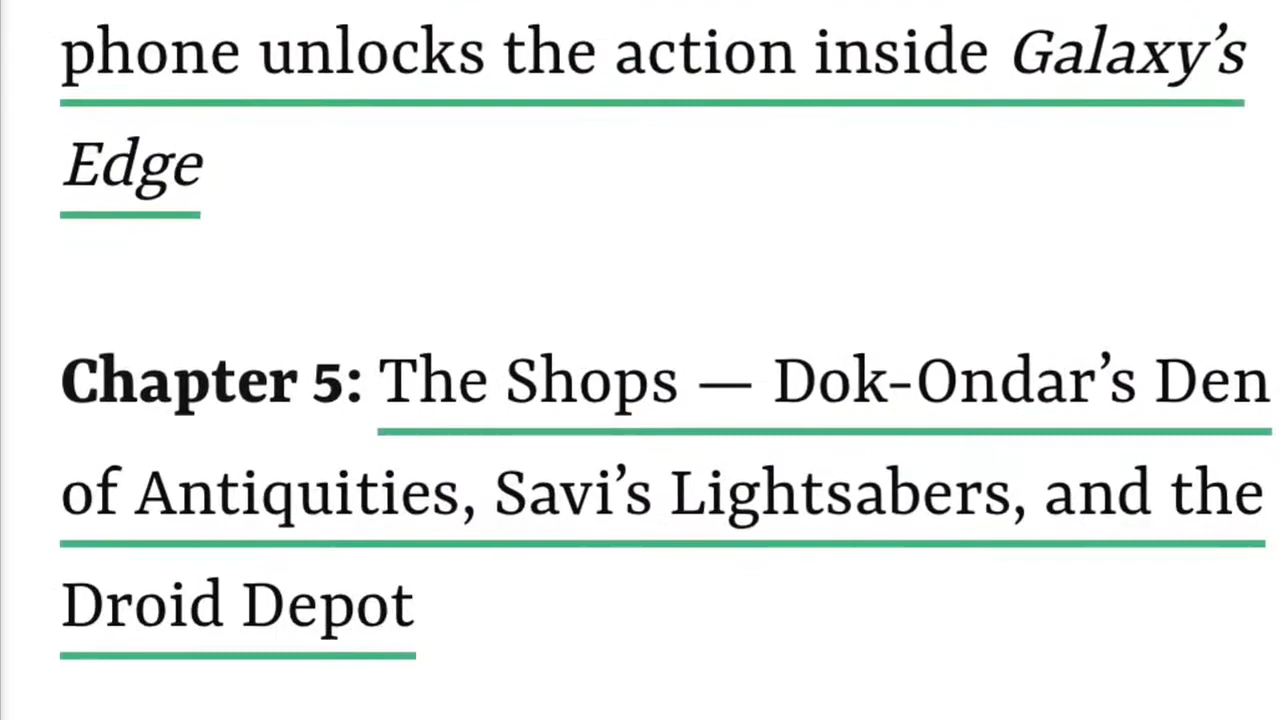 phone unlocks the action inside Galaxy’s
Edge
Chapter 5: The Shops — Dok-Ondar’s Den
of Antiquities, Savi’s Lightsabers, and the
Droid Depot